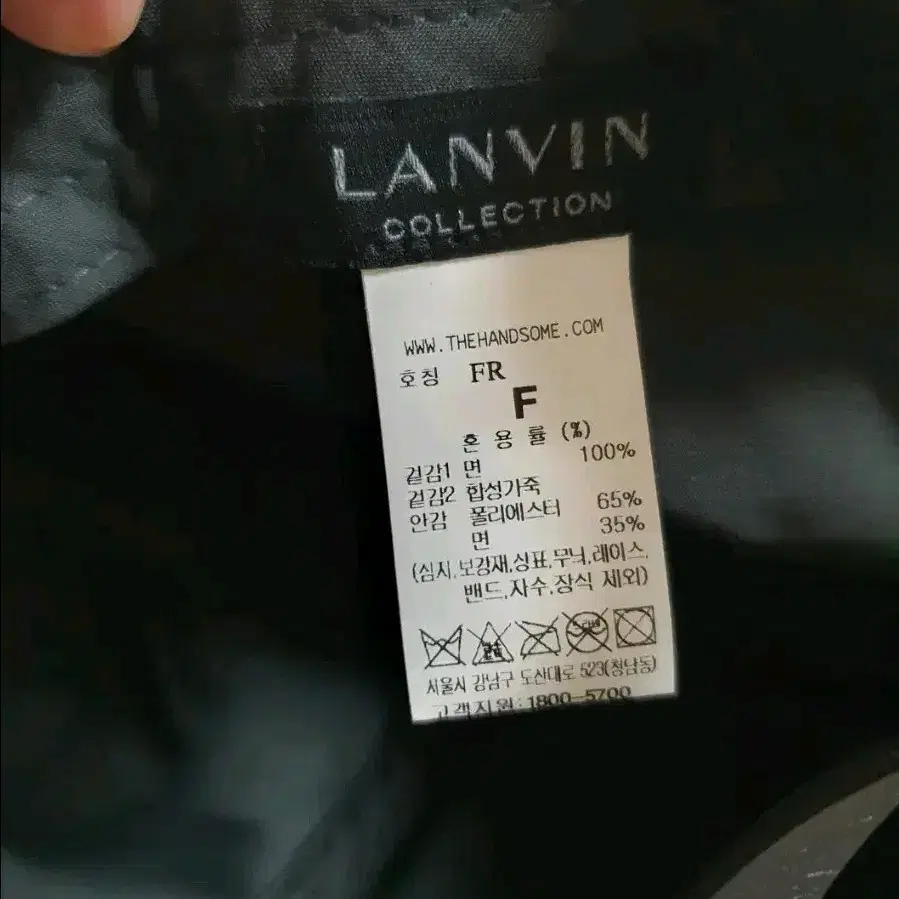 LANVIN
COLLECTION
WWW.THEHANDSOME.COM
호칭 FR
F
혼 용 률 (%)
겉감1 면 100%
겉감2 합성가죽
안감 폴리에스터 65%
면 35%
(심지,보강재,상표,무늬,레이스,
밴드,자수,장식 제외)
서울시 강남구 도산대로 523(청담동)
고객지원:1800-5700